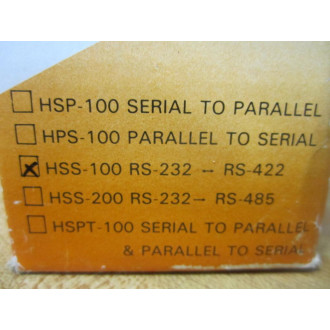 HSP-100 SERIAL TO PARALLEL
HPS-100 PARALLEL TO SERIAL
HSS-100 RS-232 ↔ RS-422
HSS-200 RS-232 ↔ RS-485
HSPT-100 SERIAL TO PARALLEL
& PARALLEL TO SERIAL